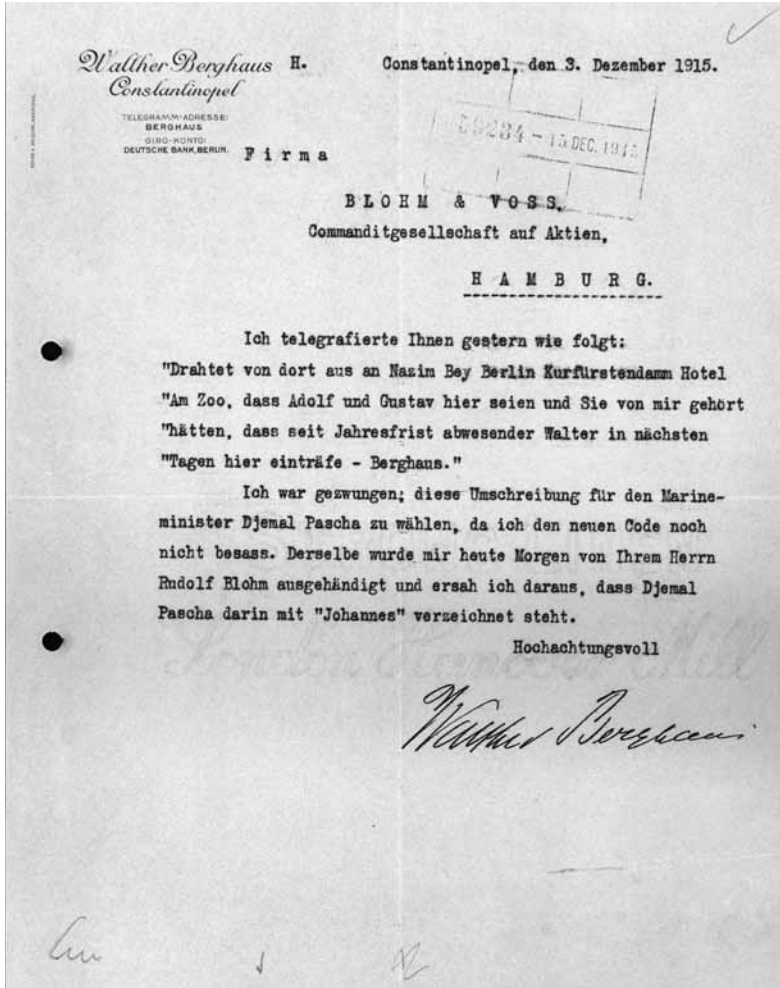 Walther Berghaus H.
Constantinopel
Constantinopel, den 3. Dezember 1915.
TELEGRAMM-ADRESSE:
BERGHAUS
GIRO-KONTO:
DEUTSCHE BANK, BERLIN.
15.DEC.1915
Firma
BLOHM & VOSS,
Commanditgesellschaft auf Aktien,
HAMBURG.
Ich telegrafierte Ihnen gestern wie folgt:
"Drahtet von dort aus an Nazim Bey Berlin Kurfürstendamm Hotel
"Am Zoo, dass Adolf und Gustav hier seien und Sie von mir gehört
"hätten, dass seit Jahresfrist abwesender Walter in nächsten
"Tagen hier einträfe - Berghaus."
Ich war gezwungen; diese Umschreibung für den Marine-
minister Djemal Pascha zu wählen, da ich den neuen Code noch
nicht besass. Derselbe wurde mir heute Morgen von Ihrem Herrn
Rudolf Blohm ausgehändigt und ersah ich daraus, dass Djemal
Pascha darin mit "Johannes" verzeichnet steht.
Hochachtungsvoll
Walther Berghaus